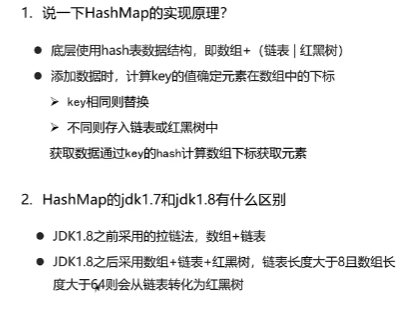 1. 说一下HashMap的实现原理？
● 底层使用hash表数据结构，即数组+（链表 | 红黑树）
● 添加数据时，计算key的值确定元素在数组中的下标
➢ key相同则替换
➢ 不同则存入链表或红黑树中
获取数据通过key的hash计算数组下标获取元素
2. HashMap的jdk1.7和jdk1.8有什么区别
● JDK1.8之前采用的拉链法，数组+链表
● JDK1.8之后采用数组+链表+红黑树，链表长度大于8且数组长
度大于64则会从链表转化为红黑树